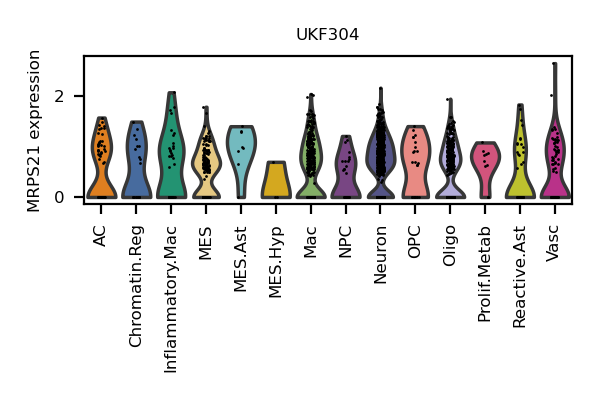 UKF304
MRPS21 expression
2
0
AC
Chromatin.Reg
Inflammatory.Mac
MES
MES.Ast
MES.Hyp
Mac
NPC
Neuron
OPC
Oligo
Prolif.Metab
Reactive.Ast
Vasc